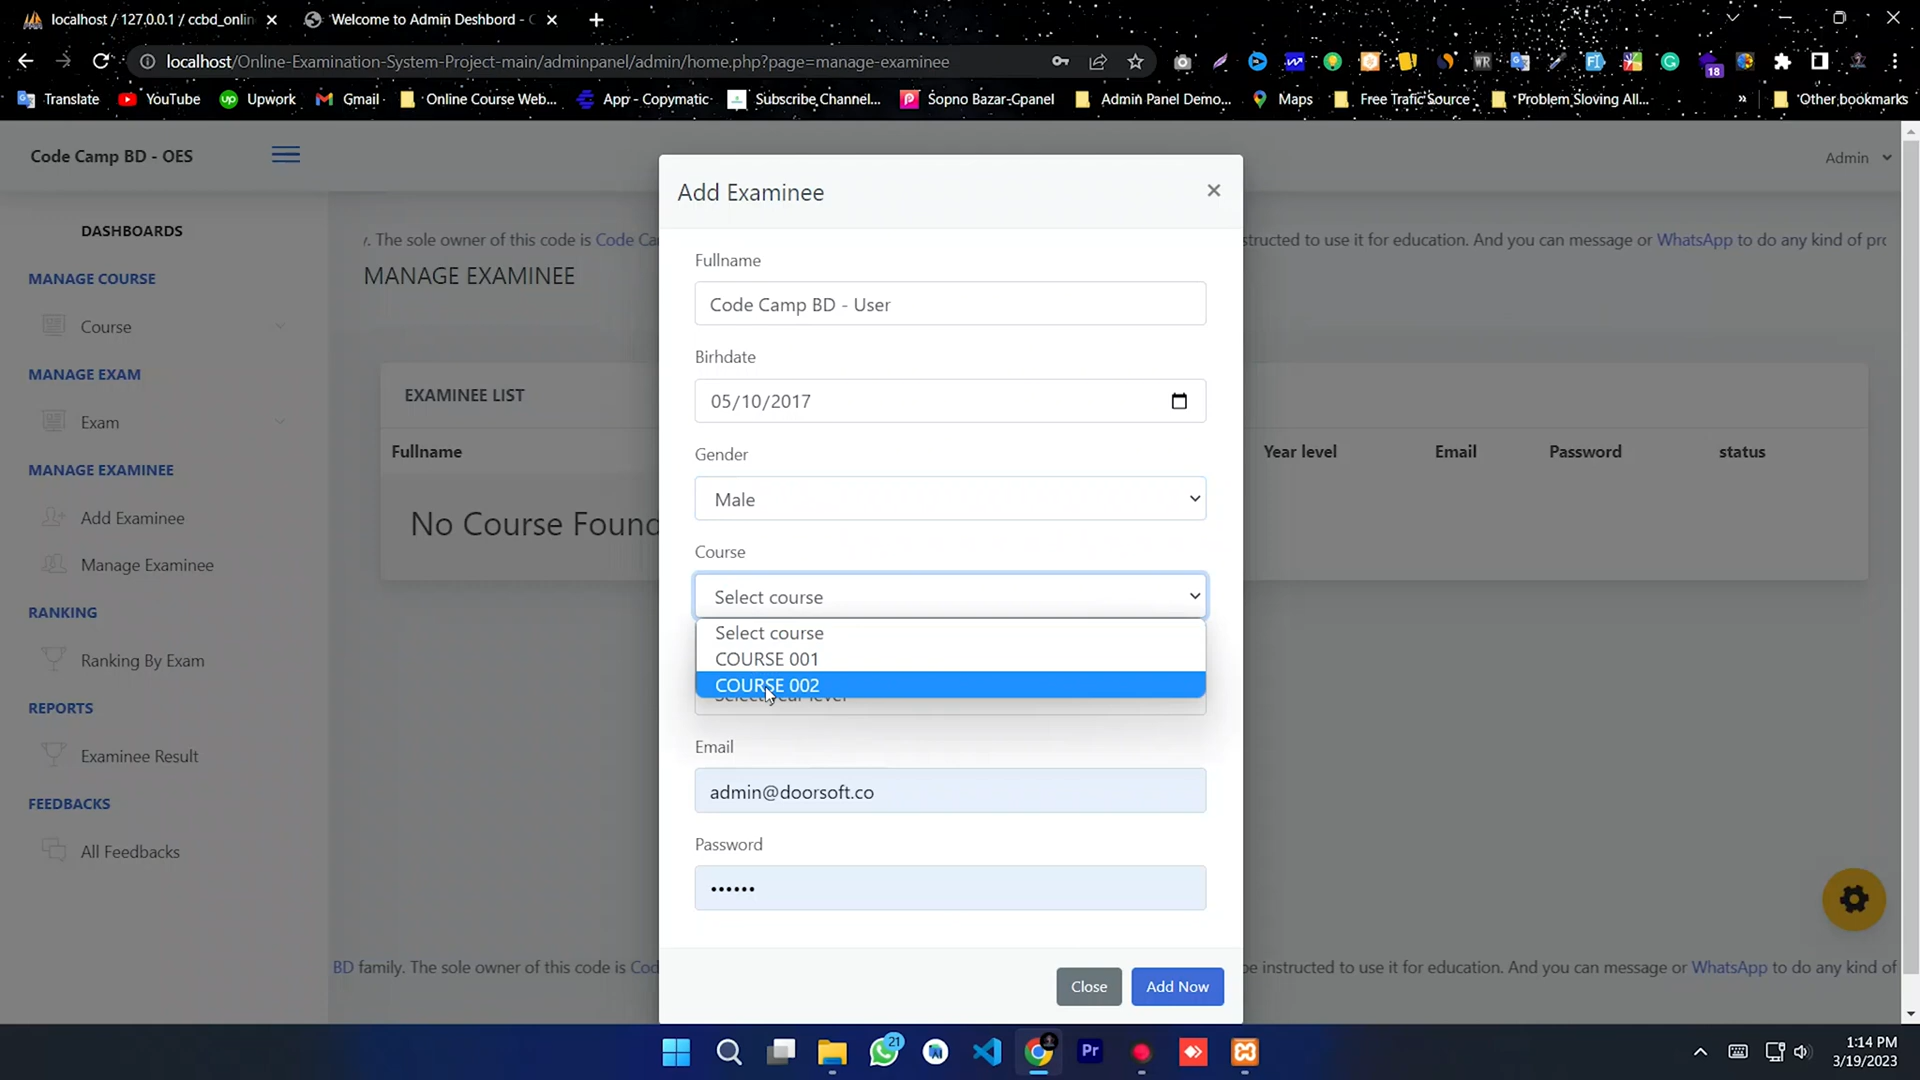 localhost / 127.0.0.1 / ccbd_onlin
Welcome to Admin Deshbord - C
localhost/Online-Examination-System-Project-main/adminpanel/admin/home.php?page=manage-examinee
WR
18
Translate
YouTube
Upwork
Gmail
Online Course Web...
App - Copymatic
Subscribe Channel...
Sopno Bazar-Cpanel
Admin Panel Demo...
Maps
Free Trafic Source
Problem Sloving All...
»
Other bookmarks
Code Camp BD - OES
Admin
DASHBOARDS
MANAGE COURSE
Course
MANAGE EXAM
Exam
MANAGE EXAMINEE
Add Examinee
Manage Examinee
RANKING
Ranking By Exam
REPORTS
Examinee Result
FEEDBACKS
All Feedbacks
y. The sole owner of this code is Code Ca
structed to use it for education. And you can message or WhatsApp to do any kind of pro
MANAGE EXAMINEE
EXAMINEE LIST
Fullname
Year level
Email
Password
status
No Course Found
Add Examinee
×
Fullname
Code Camp BD - User
Birhdate
05/10/2017
Gender
Male
Course
Select course
Select course
COURSE 001
COURSE 002
Email
admin@doorsoft.co
Password
••••••
Close
Add Now
BD family. The sole owner of this code is Cod
be instructed to use it for education. And you can message or WhatsApp to do any kind of
21
Pr
1:14 PM
3/19/2023